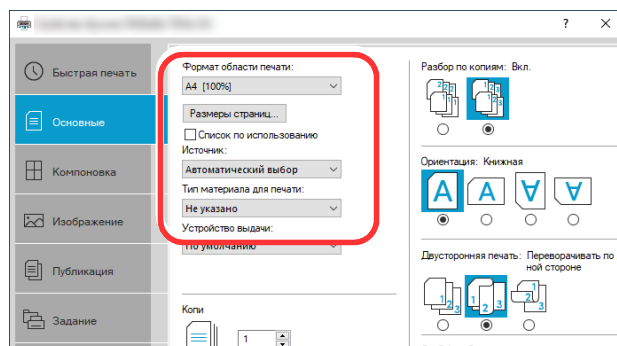 Быстрая печать
Основные
Компоновка
Изображение
Публикация
Задание
Формат области печати:
A4 [100%]
Размеры страниц...
Список по использованию
Источник:
Автоматический выбор
Тип материала для печати:
Не указано
Устройство выдачи:
По умолчанию
Копи
1
Разбор по копиям: Вкл.
Ориентация: Книжная
Двусторонняя печать: Переворачивать по
ной стороне